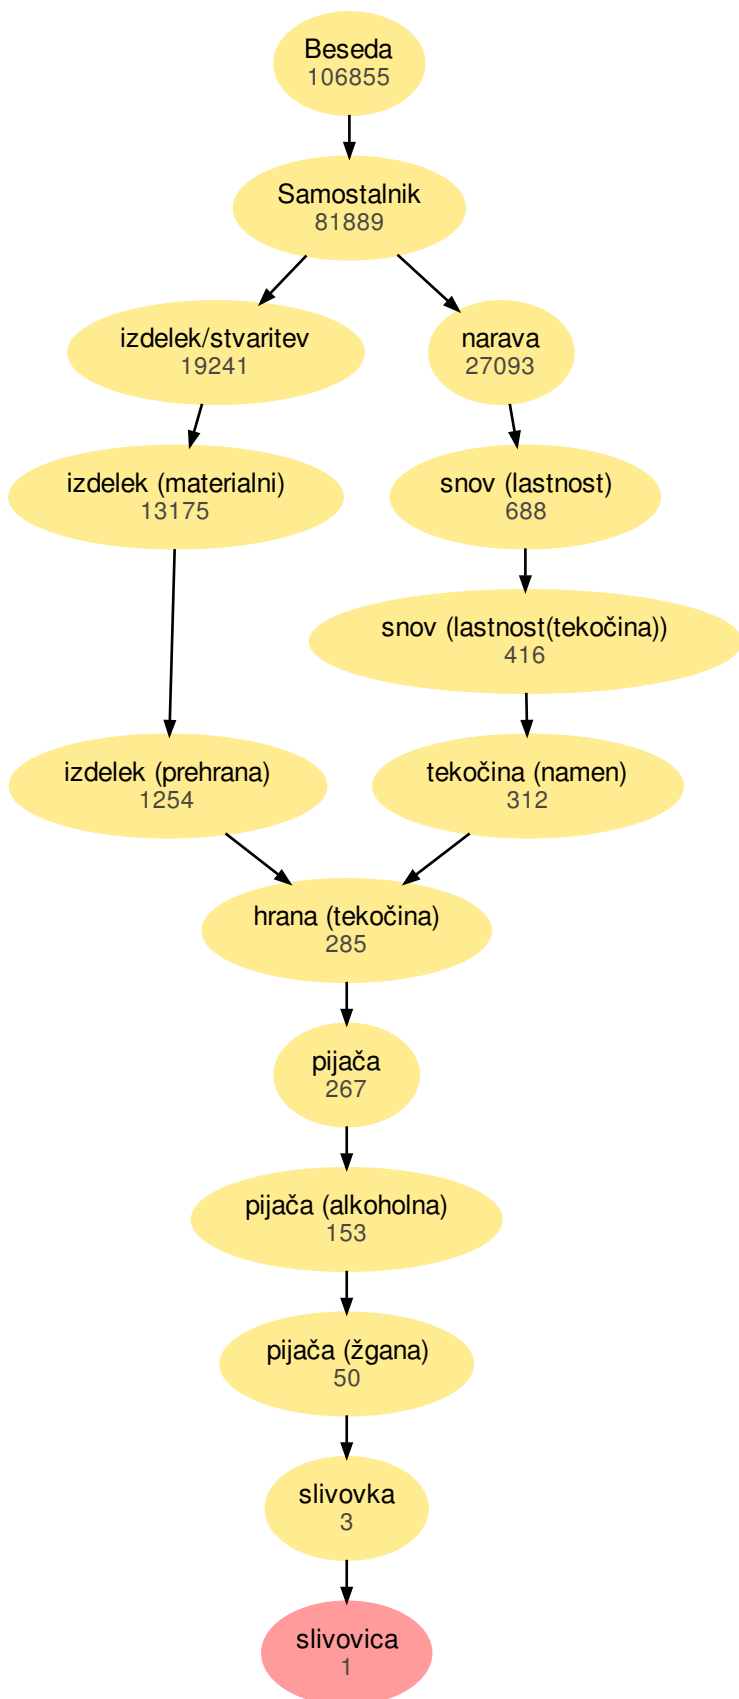 Beseda
106855
Samostalnik
81889
izdelek/stvaritev
19241
narava
27093
izdelek (materialni)
13175
snov (lastnost)
688
snov (lastnost(tekočina))
416
izdelek (prehrana)
1254
tekočina (namen)
312
hrana (tekočina)
285
pijača
267
pijača (alkoholna)
153
pijača (žgana)
50
slivovka
3
slivovica
1